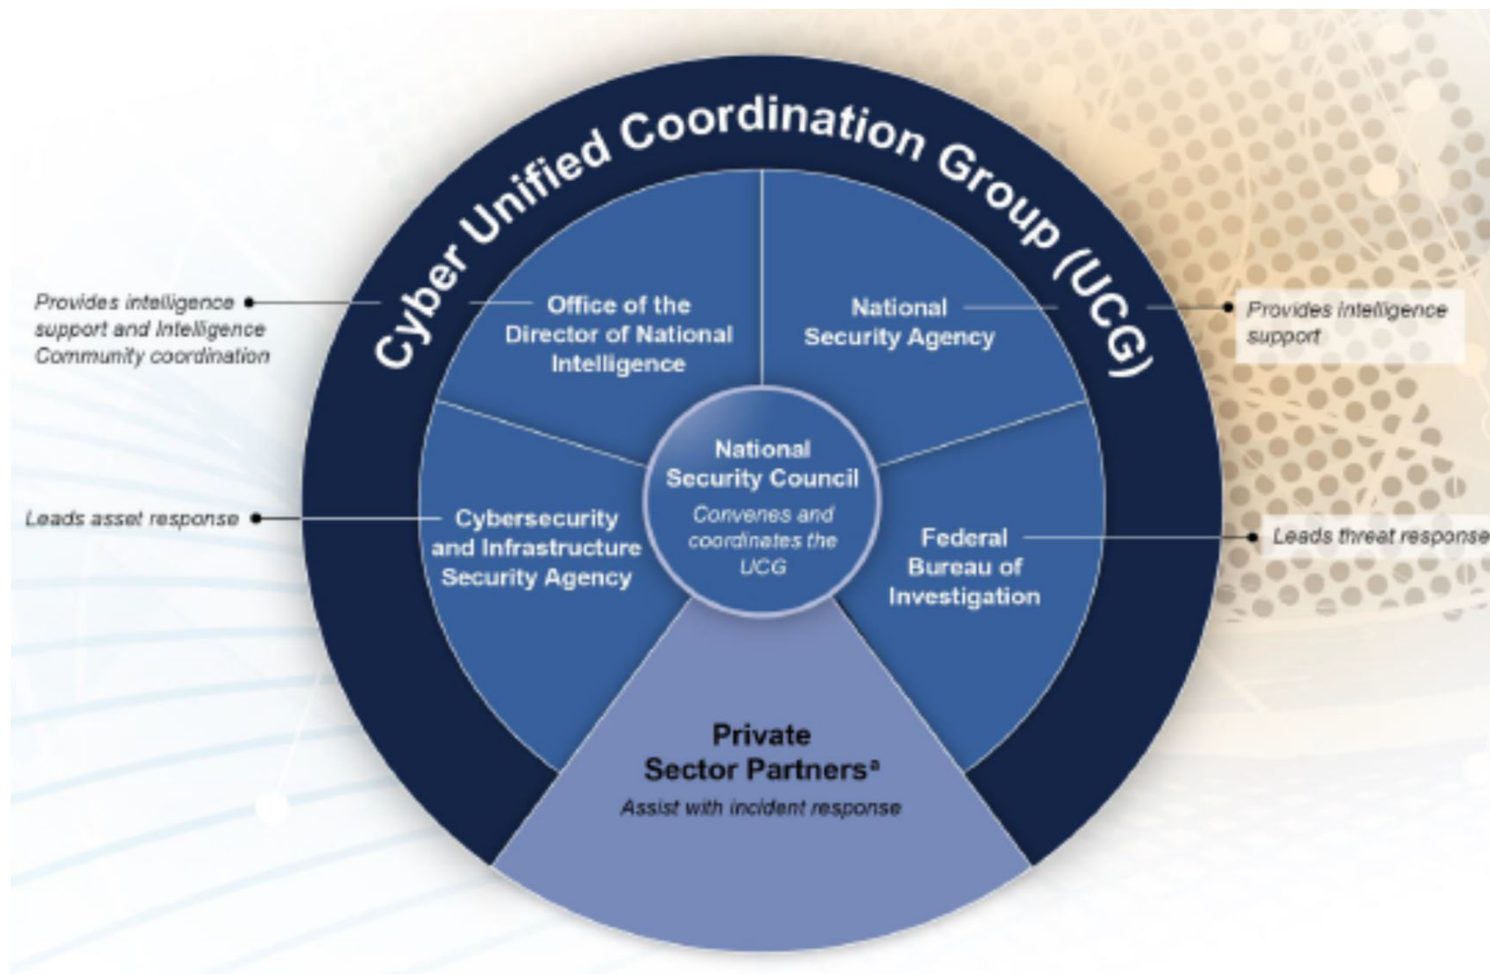 Cyber Unified Coordination Group (UCG)
Provides intelligence
support and Intelligence
Community coordination
Office of the
Director of National
Intelligence
National
Security Agency
Provides intelligence
support
National
Security Council
Convenes and
coordinates the
UCG
Leads asset response
Cybersecurity
and Infrastructure
Security Agency
Federal
Bureau of
Investigation
Leads threat response
Private
Sector Partnersᵃ
Assist with incident response